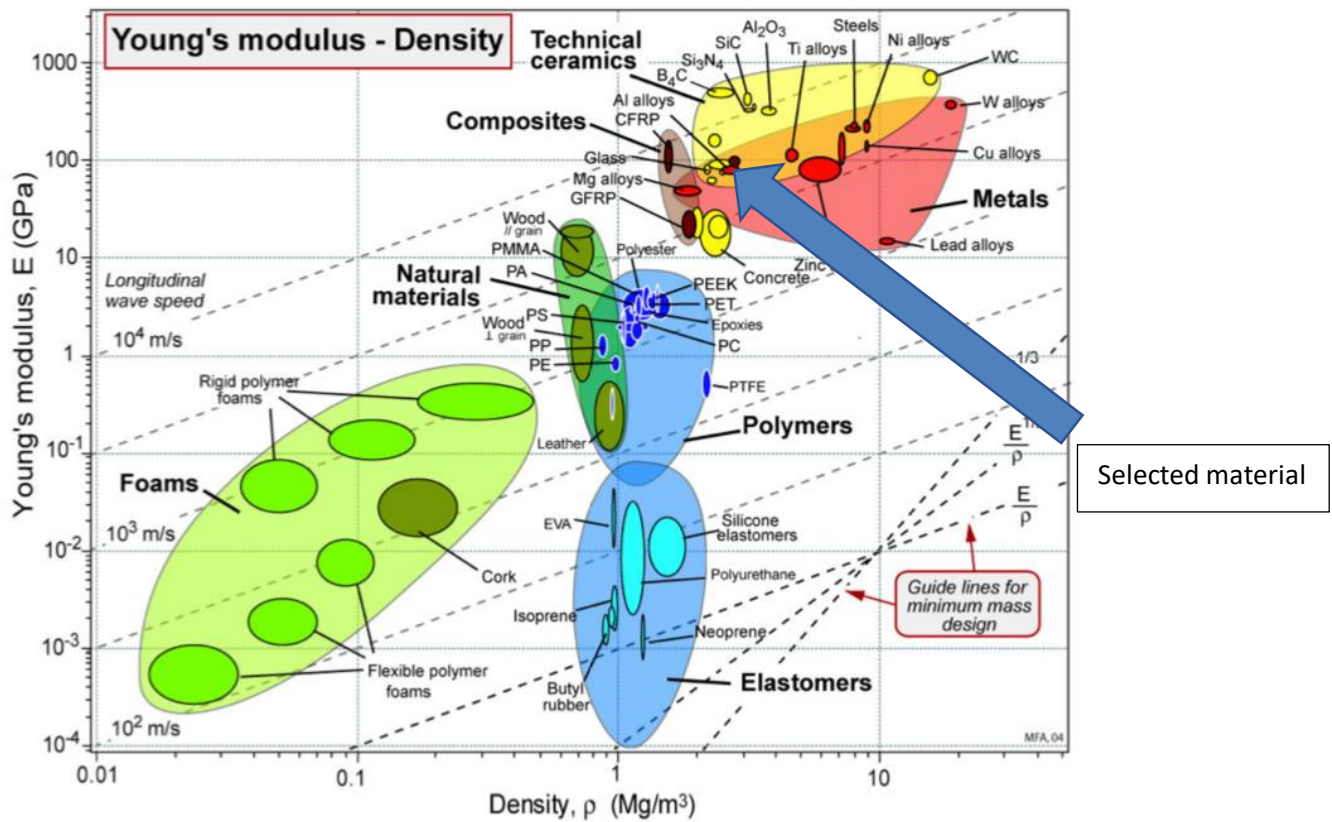 Young's modulus - Density
Technical
ceramics
Composites
Natural
materials
Foams
Polymers
Elastomers
Metals
Al₂O₃
SiC
Si₃N₄
B₄C
Al alloys
CFRP
Glass
Mg alloys
GFRP
Ti alloys
Steels
Ni alloys
WC
W alloys
Cu alloys
Lead alloys
Zinc
Concrete
Wood
// grain
PMMA
PA
Polyester
PEEK
PET
Epoxies
PC
PS
Wood
⊥ grain
PP
PE
PTFE
Leather
Rigid polymer
foams
Cork
EVA
Silicone
elastomers
Polyurethane
Isoprene
Neoprene
Butyl
rubber
Flexible polymer
foams
Longitudinal
wave speed
10⁴ m/s
10³ m/s
10² m/s
1/3
E
ρ
E
ρ
Guide lines for
minimum mass
design
MFA, 04
Selected material
Young's modulus, E (GPa)
1000
100
10
1
10⁻¹
10⁻²
10⁻³
10⁻⁴
0.01
0.1
1
10
Density, ρ (Mg/m³)